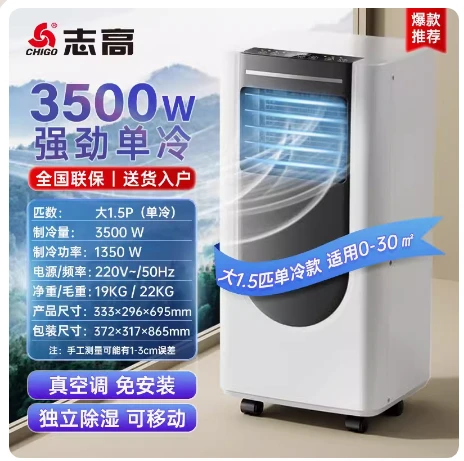 CHIGO 志高
爆款
推荐
3500W
强劲单冷
全国联保 | 送货入户
匹数： 大1.5P（单冷）
制冷量： 3500 W
制冷功率： 1350 W
电源/频率： 220V~/50Hz
净重/毛重： 19KG / 22KG
产品尺寸： 333×296×695mm
包装尺寸： 372×317×865mm
注：手工测量可能有1-3cm误差
大1.5匹单冷款 适用0-30㎡
真空调 免安装
独立除湿 可移动